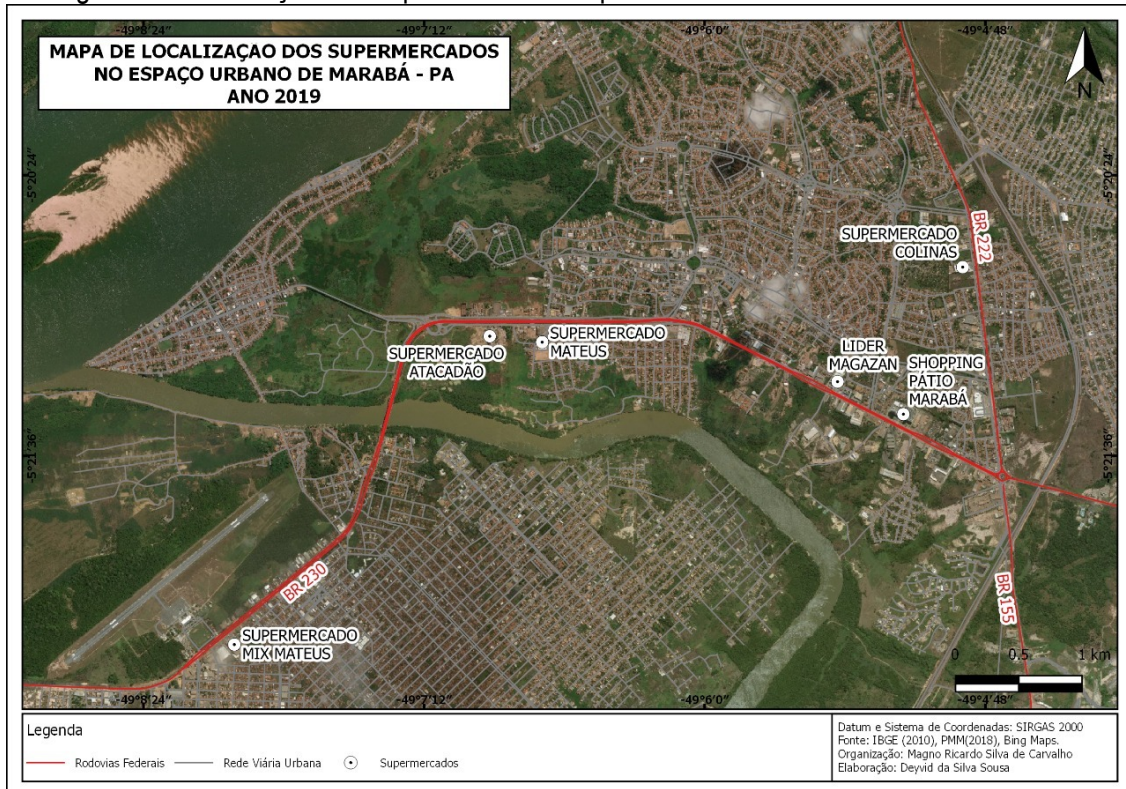 MAPA DE LOCALIZAÇAO DOS SUPERMERCADOS
NO ESPAÇO URBANO DE MARABÁ - PA
ANO 2019
-49°8'24"
-49°7'12"
-49°6'0"
-49°4'48"
N
-5°20'24"
-5°20'24"
BR 222
SUPERMERCADO
COLINAS
SUPERMERCADO
ATACADÃO
SUPERMERCADO
MATEUS
LIDER
MAGAZAN
SHOPPING
PÁTIO
MARABÁ
-5°21'36"
-5°21'36"
BR 230
BR 155
SUPERMERCADO
MIX MATEUS
0 0.5 1 km
-49°8'24"
-49°7'12"
-49°6'0"
-49°4'48"
Legenda
Rodovias Federais
Rede Viária Urbana
Supermercados
Datum e Sistema de Coordenadas: SIRGAS 2000
Fonte: IBGE (2010), PMM(2018), Bing Maps.
Organização: Magno Ricardo Silva de Carvalho
Elaboração: Deyvid da Silva Sousa